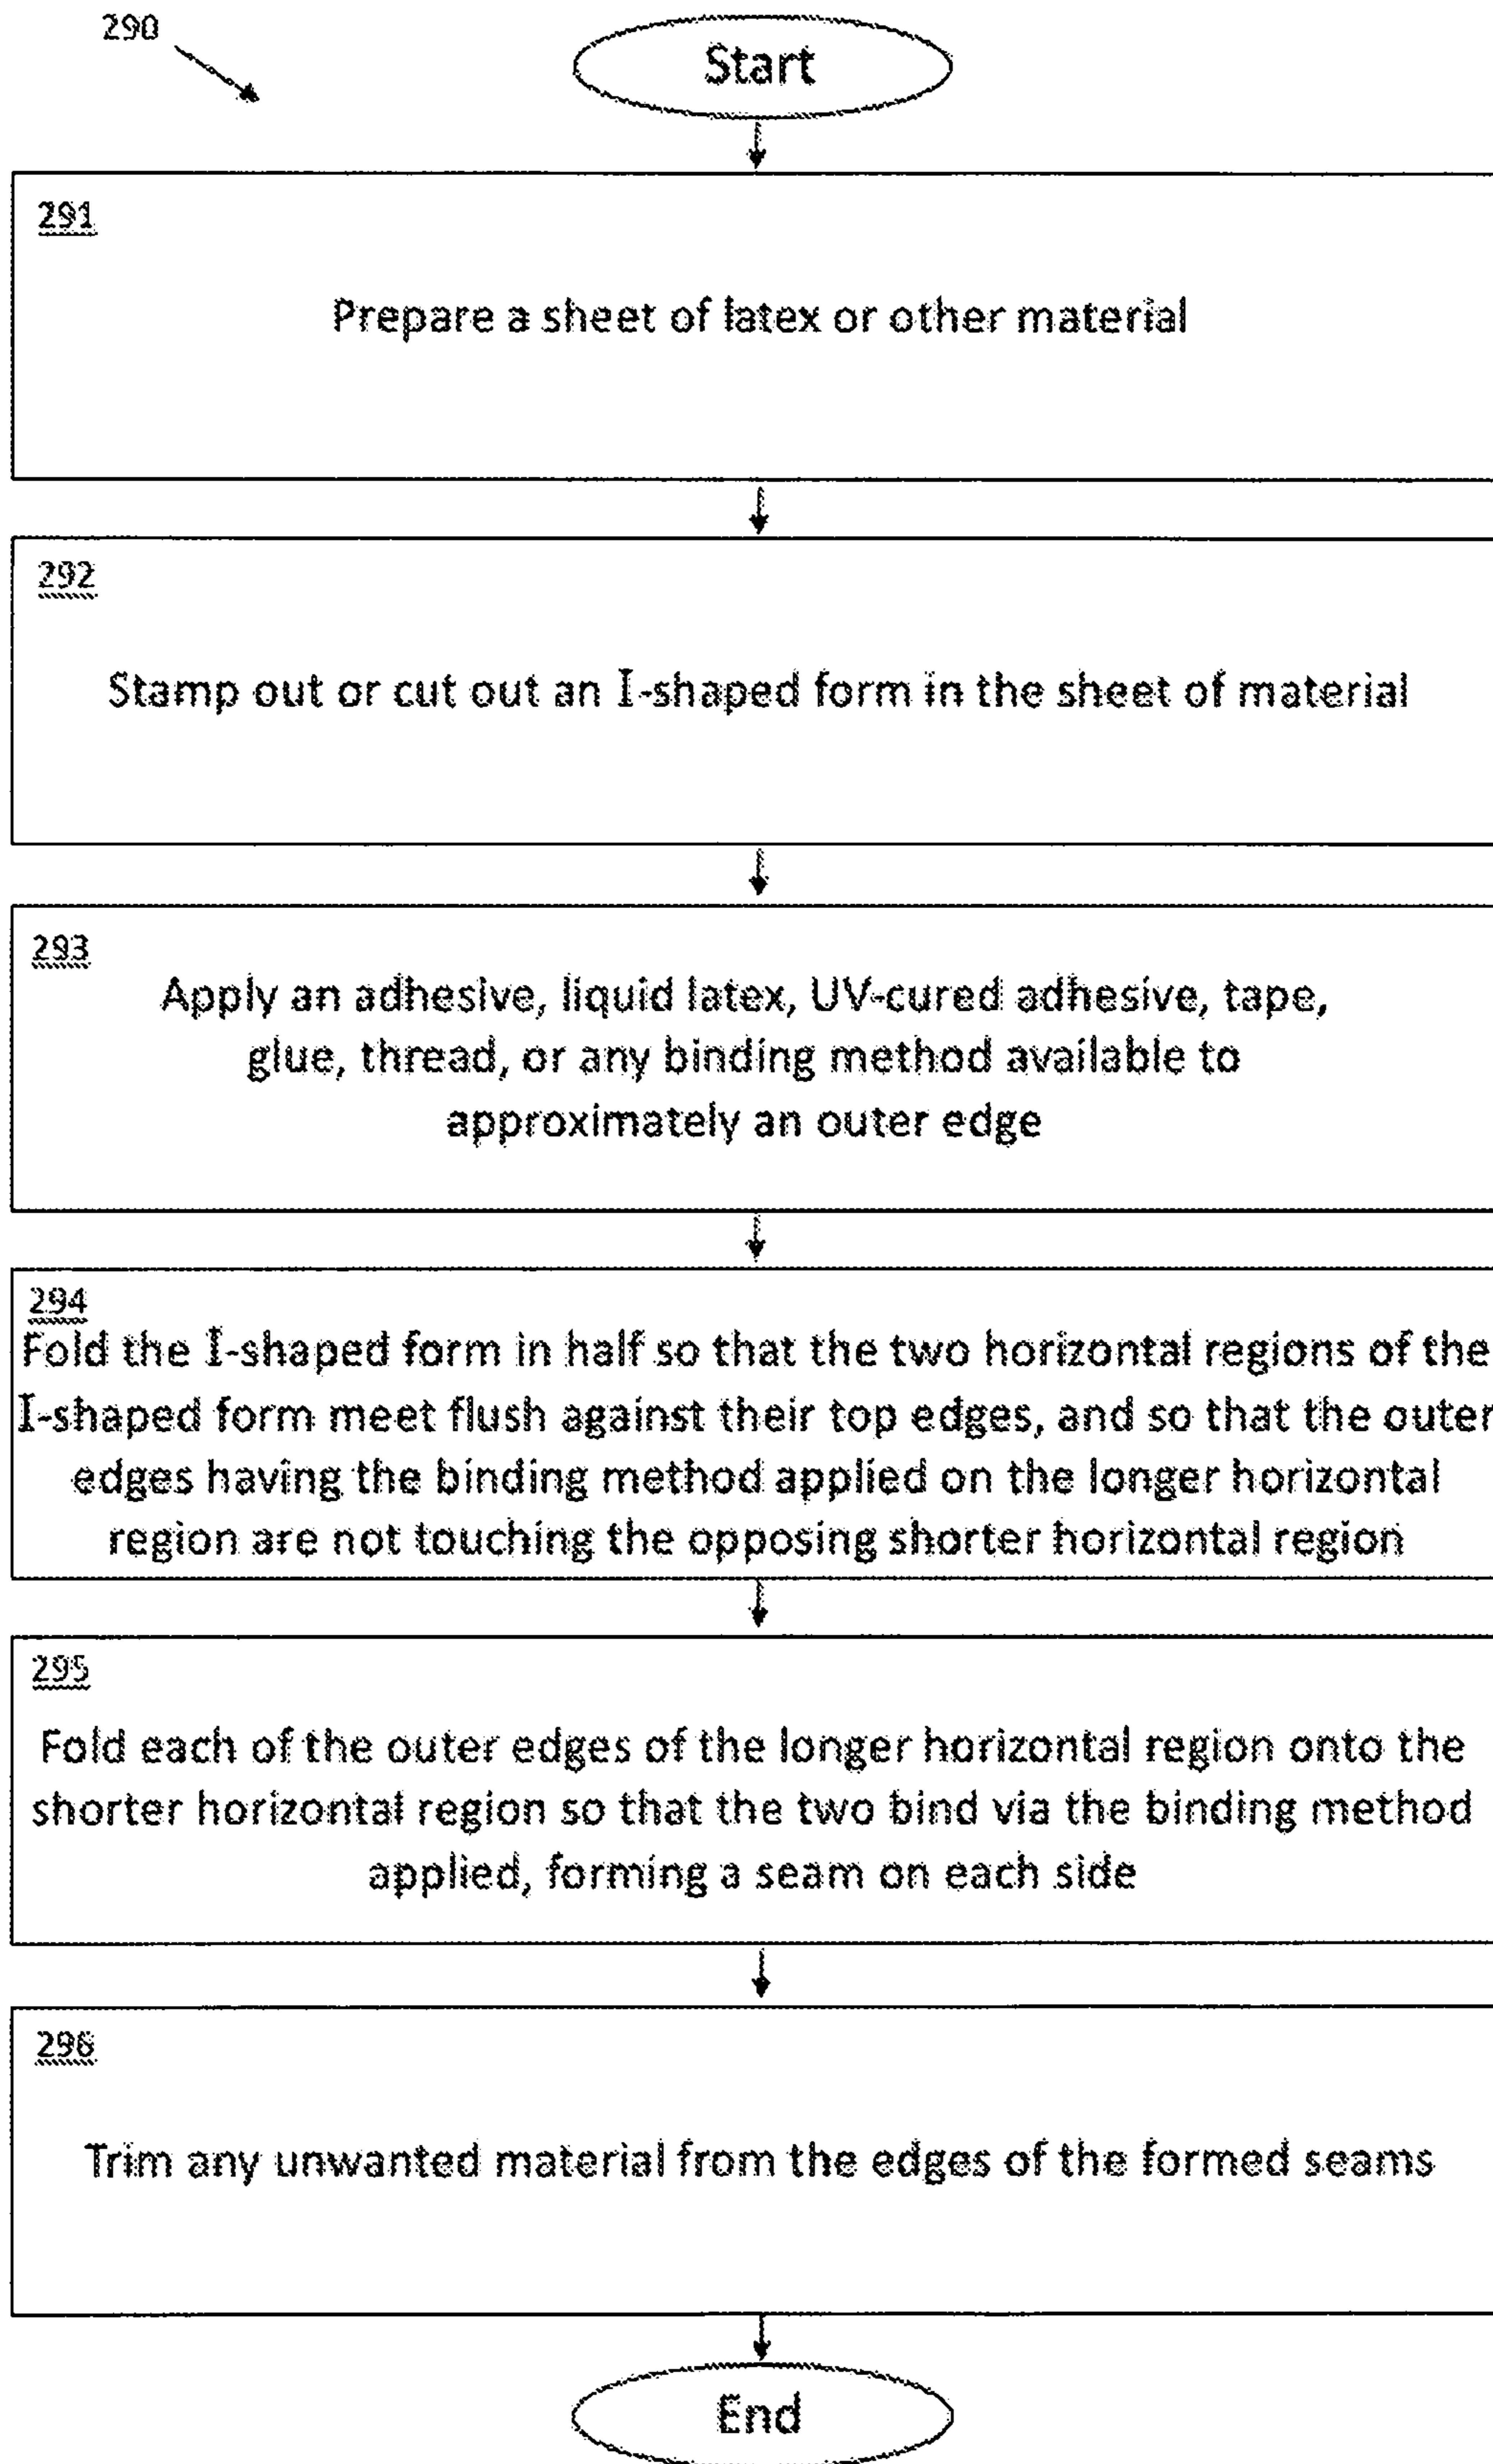 290
Start
291
Prepare a sheet of latex or other material
292
Stamp out or cut out an I-shaped form in the sheet of material
293
Apply an adhesive, liquid latex, UV-cured adhesive, tape,
glue, thread, or any binding method available to
approximately an outer edge
294
Fold the I-shaped form in half so that the two horizontal regions of the
I-shaped form meet flush against their top edges, and so that the outer
edges having the binding method applied on the longer horizontal
region are not touching the opposing shorter horizontal region
295
Fold each of the outer edges of the longer horizontal region onto the
shorter horizontal region so that the two bind via the binding method
applied, forming a seam on each side
296
Trim any unwanted material from the edges of the formed seams
End